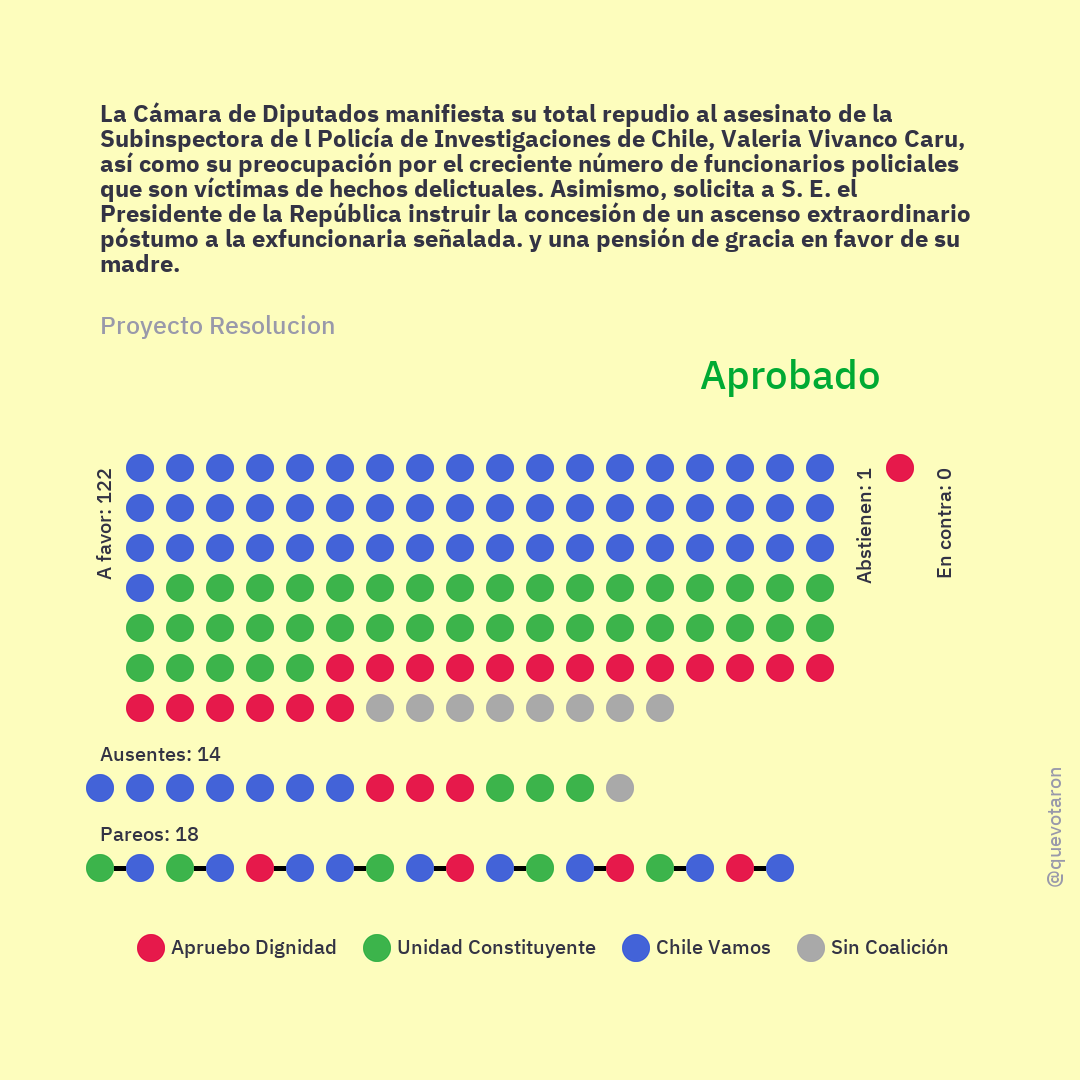 La Cámara de Diputados manifiesta su total repudio al asesinato de la
Subinspectora de l Policía de Investigaciones de Chile, Valeria Vivanco Caru,
así como su preocupación por el creciente número de funcionarios policiales
que son víctimas de hechos delictuales. Asimismo, solicita a S. E. el
Presidente de la República instruir la concesión de un ascenso extraordinario
póstumo a la exfuncionaria señalada. y una pensión de gracia en favor de su
madre.
Proyecto Resolucion
Aprobado
A favor: 122
Abstienen: 1
En contra: 0
Ausentes: 14
Pareos: 18
@quevotaron
Apruebo Dignidad
Unidad Constituyente
Chile Vamos
Sin Coalición